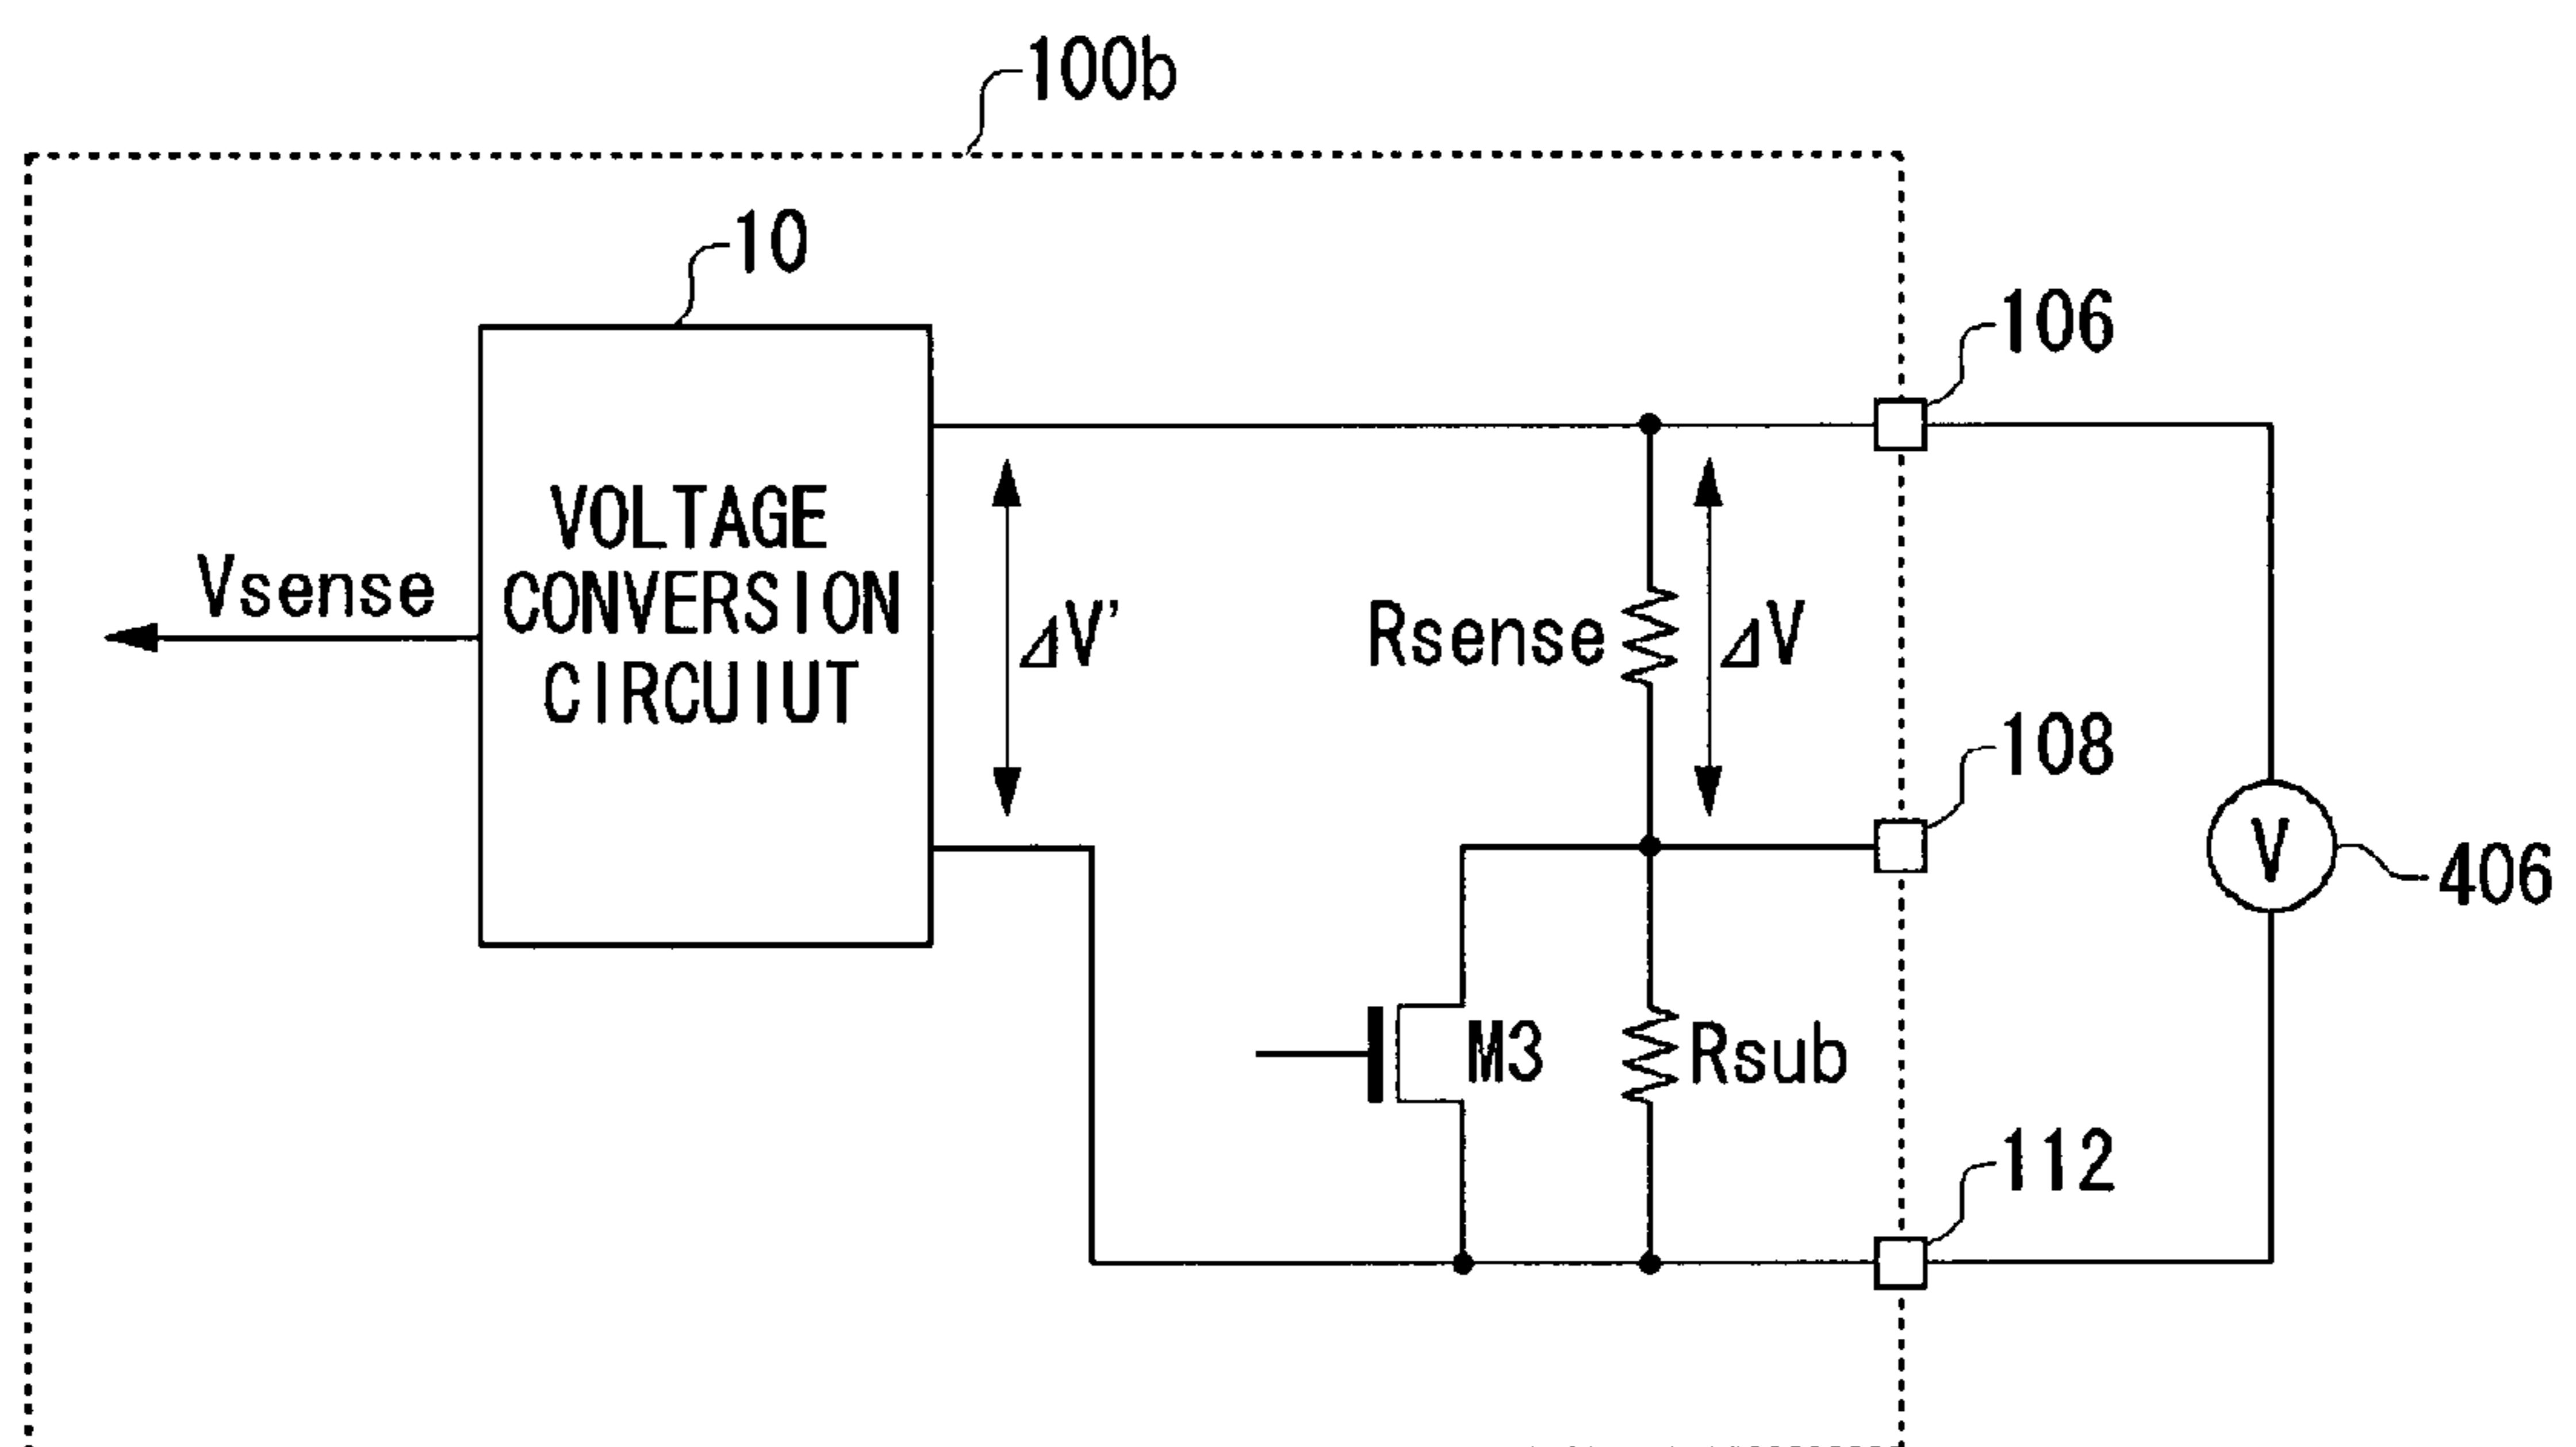 100b
10
106
VOLTAGE
CONVERSION
CIRCUIUT
Vsense
ΔV'
Rsense
ΔV
108
V
406
M3
Rsub
112